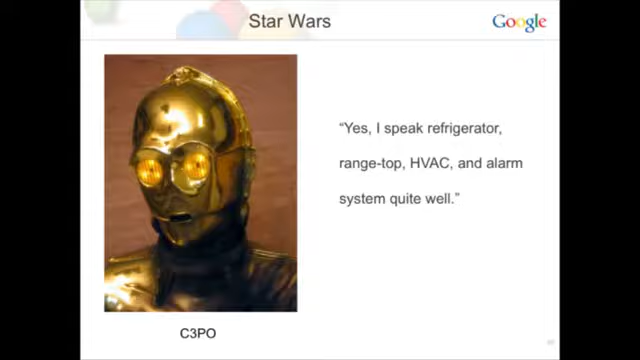 Star Wars
Google
“Yes, I speak refrigerator,
range-top, HVAC, and alarm
system quite well.”
C3PO